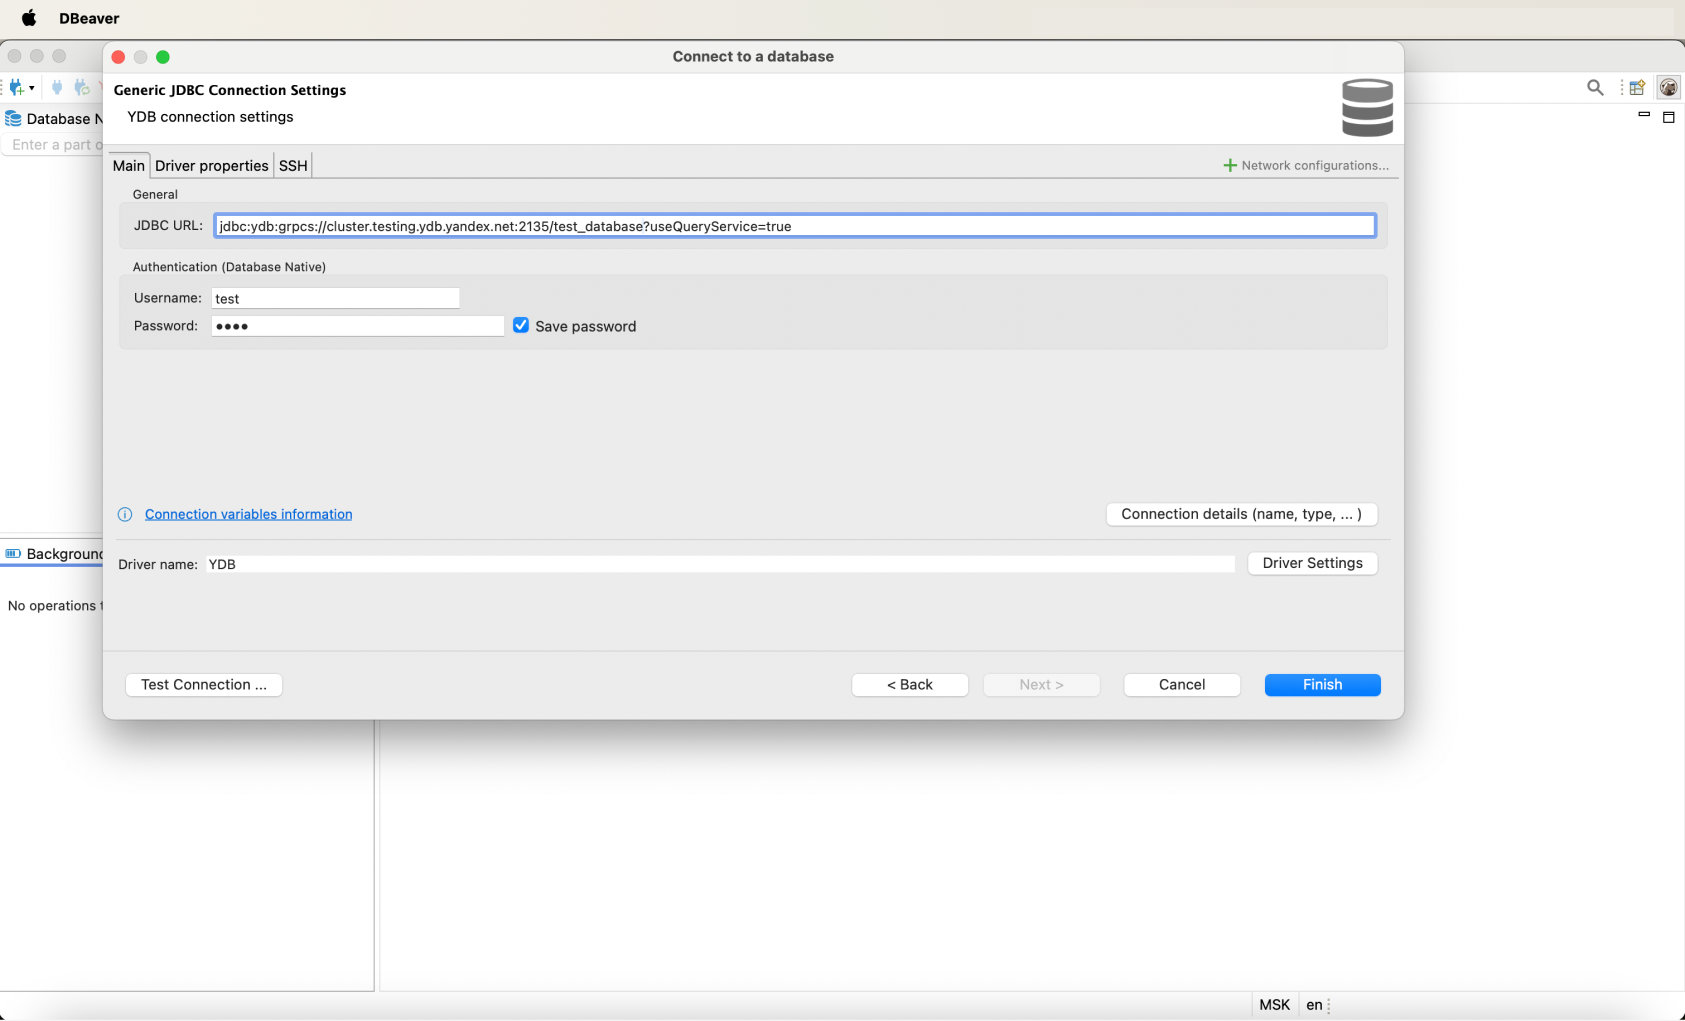 DBeaver
Connect to a database
Generic JDBC Connection Settings
YDB connection settings
Database N
Enter a part o
Main
Driver properties
SSH
Network configurations...
General
JDBC URL: jdbc:ydb:grpcs://cluster.testing.ydb.yandex.net:2135/test_database?useQueryService=true
Authentication (Database Native)
Username: test
Password: ••••
Save password
Connection variables information
Connection details (name, type, ... )
Background
Driver name: YDB
Driver Settings
No operations t
Test Connection ...
< Back
Next >
Cancel
Finish
MSK
en